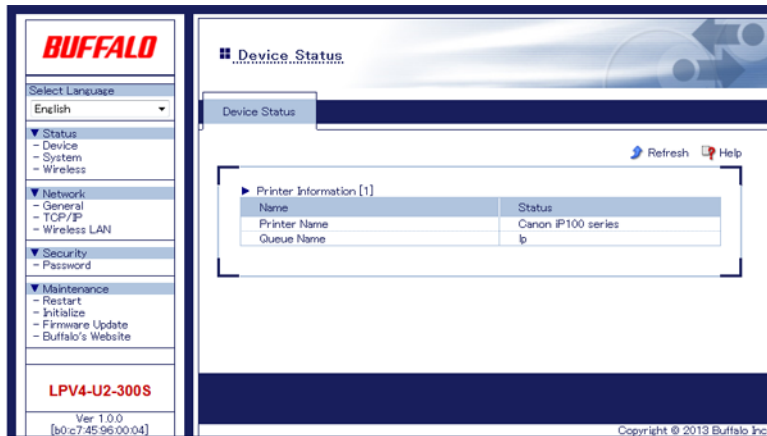 BUFFALO
Select Language
English
▼ Status
– Device
– System
– Wireless
▼ Network
– General
– TCP/IP
– Wireless LAN
▼ Security
– Password
▼ Maintenance
– Restart
– Initialize
– Firmware Update
– Buffalo's Website
LPV4-U2-300S
Ver 1.0.0
[b0:c7:45:96:00:04]
Device Status
Device Status
Refresh Help
▶ Printer Information [1]
Name Status
Printer Name Canon iP100 series
Queue Name lp
Copyright © 2013 Buffalo Inc